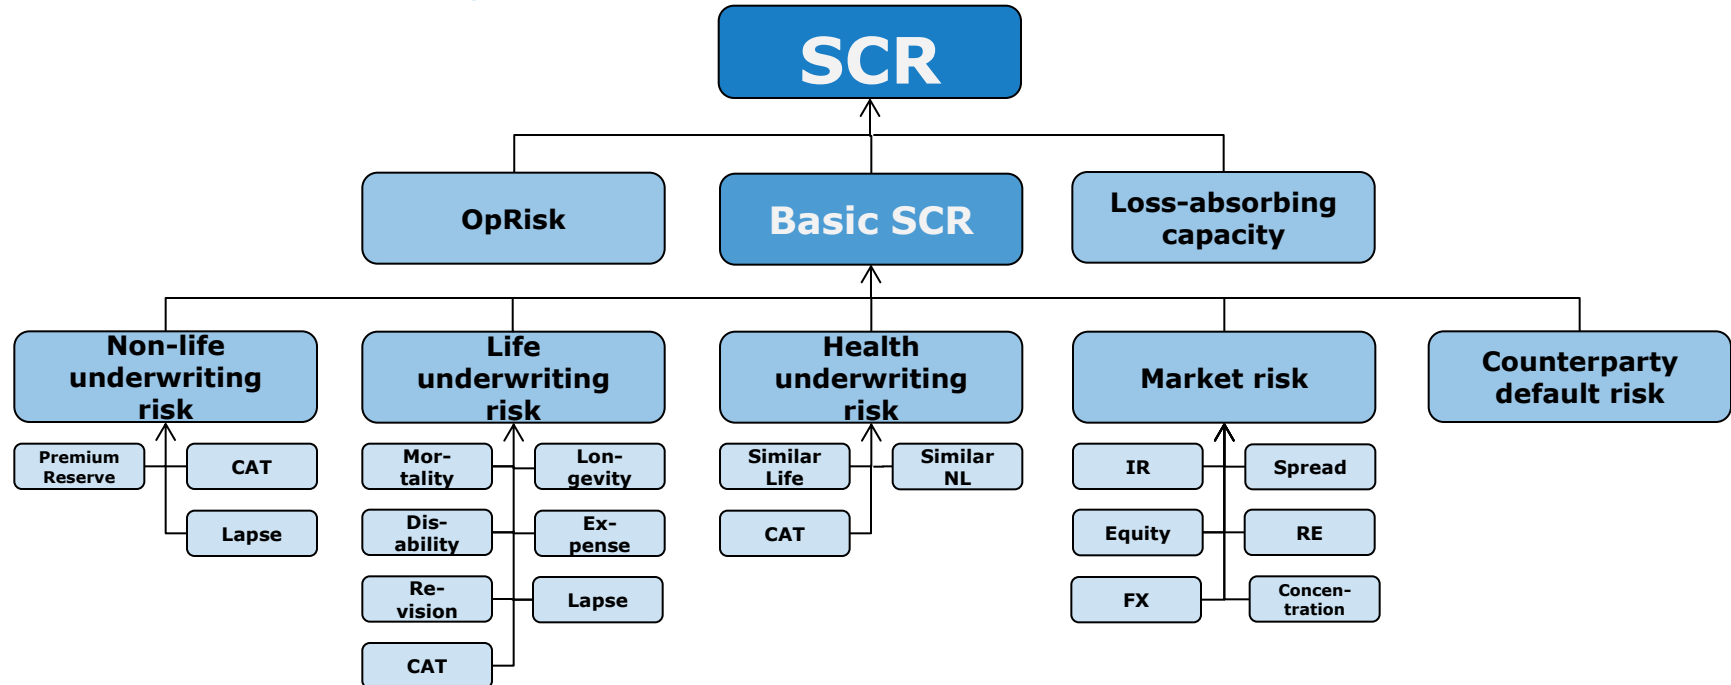 SCR
OpRisk
Basic SCR
Loss-absorbing
capacity
Non-life
underwriting
risk
Life
underwriting
risk
Health
underwriting
risk
Market risk
Counterparty
default risk
Premium
Reserve
CAT
Lapse
Mor-
tality
Lon-
gevity
Dis-
ability
Ex-
pense
Re-
vision
Lapse
CAT
Similar
Life
Similar
NL
CAT
IR
Spread
Equity
RE
FX
Concen-
tration